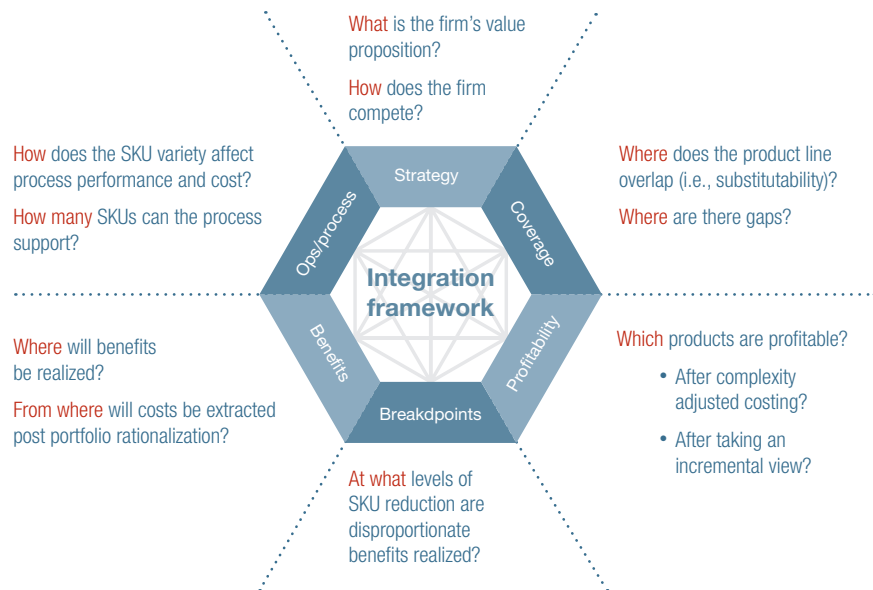 What is the firm's value
proposition?
How does the firm
compete?
How does the SKU variety affect
process performance and cost?
How many SKUs can the process
support?
Where does the product line
overlap (i.e., substitutability)?
Where are there gaps?
Strategy
Ops/process
Coverage
Integration
framework
Benefits
Profitability
Breakdpoints
Where will benefits
be realized?
From where will costs be extracted
post portfolio rationalization?
Which products are profitable?
• After complexity
adjusted costing?
• After taking an
incremental view?
At what levels of
SKU reduction are
disproportionate
benefits realized?